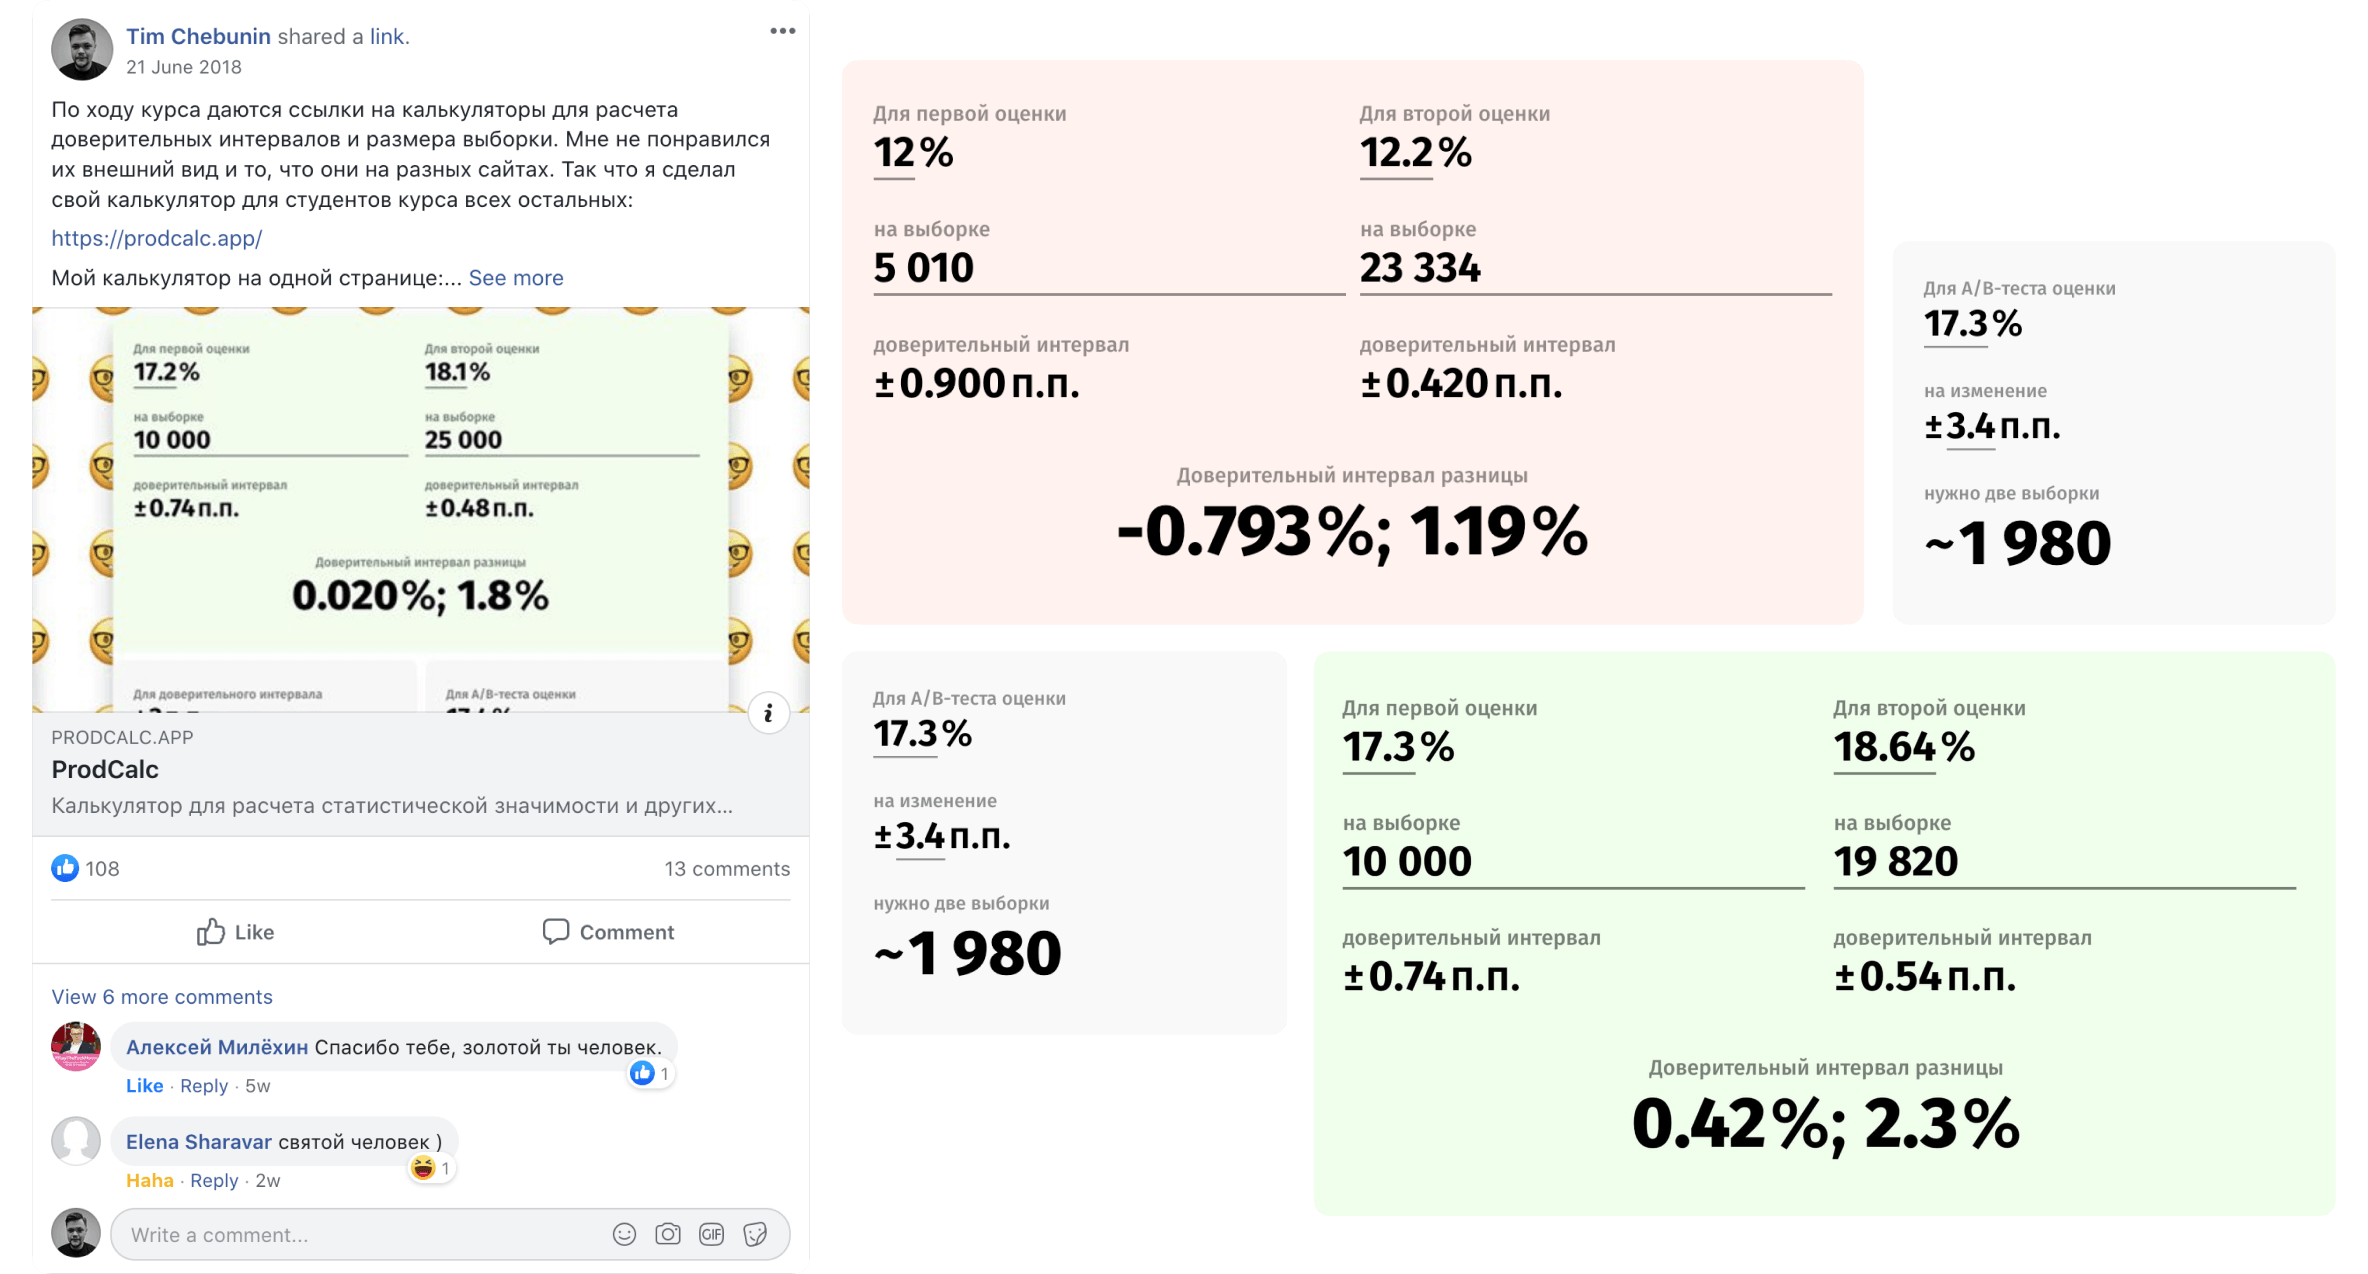 Tim Chebunin shared a link.
21 June 2018
По ходу курса даются ссылки на калькуляторы для расчета
доверительных интервалов и размера выборки. Мне не понравился
их внешний вид и то, что они на разных сайтах. Так что я сделал
свой калькулятор для студентов курса всех остальных:
https://prodcalc.app/
Мой калькулятор на одной странице:... See more
Для первой оценки
17.2%
на выборке
10 000
доверительный интервал
±0.74 п.п.
Для второй оценки
18.1%
на выборке
25 000
доверительный интервал
±0.48 п.п.
Доверительный интервал разницы
0.020%; 1.8%
Для доверительного интервала
Для A/B-теста оценки
PRODCALC.APP
ProdCalc
Калькулятор для расчета статистической значимости и других...
108
13 comments
Like
Comment
View 6 more comments
Алексей Милёхин Спасибо тебе, золотой ты человек.
1
Like · Reply · 5w
Elena Sharavar святой человек )
1
Haha · Reply · 2w
Write a comment...
GIF
Для первой оценки
12%
на выборке
5 010
доверительный интервал
±0.900 п.п.
Для второй оценки
12.2%
на выборке
23 334
доверительный интервал
±0.420 п.п.
Доверительный интервал разницы
-0.793%; 1.19%
Для A/B-теста оценки
17.3%
на изменение
±3.4 п.п.
нужно две выборки
~1 980
Для A/B-теста оценки
17.3%
на изменение
±3.4 п.п.
нужно две выборки
~1 980
Для первой оценки
17.3%
на выборке
10 000
доверительный интервал
±0.74 п.п.
Для второй оценки
18.64%
на выборке
19 820
доверительный интервал
±0.54 п.п.
Доверительный интервал разницы
0.42%; 2.3%